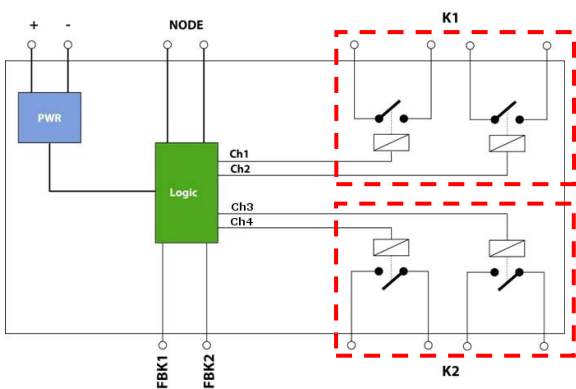 + -
NODE
K1
PWR
Logic
Ch1
Ch2
Ch3
Ch4
FBK1
FBK2
K2